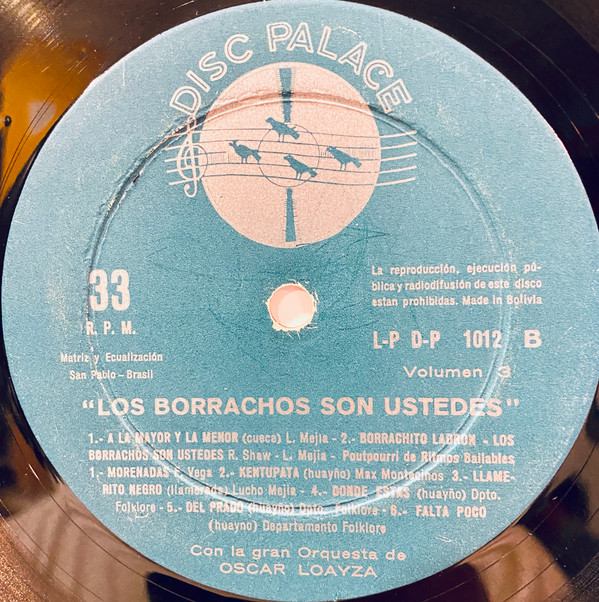 DISC PALACE
33
R. P. M.
La reproducción, ejecución pú-
blica y radiodifusión de este disco
estan prohibidas. Made in Bolivia
L-P D-P 1012 B
Matriz y Ecualización
San Pablo - Brasil
Volumen 3
"LOS BORRACHOS SON USTEDES"
1.- A LA MAYOR Y LA MENOR (cueca) L. Mejia - 2.- BORRACHITO LADRON - LOS
BORRACHOS SON USTEDES R. Shaw - L. Mejia - Poutpourri de Ritmos Bailables
1.- MORENADAS E. Vega 2.- KENTUPATA (huayño) Max Montecinos 3.- LLAME-
RITO NEGRO (llamerada) Lucho Mejia - 4.- DONDE ESTAS (huayño) Dpto.
Folklore - 5.- DEL PRADO (huayño) Dpto. Folklore - 6.- FALTA POCO
(huayno) Departamento Folklore
Con la gran Orquesta de
OSCAR LOAYZA